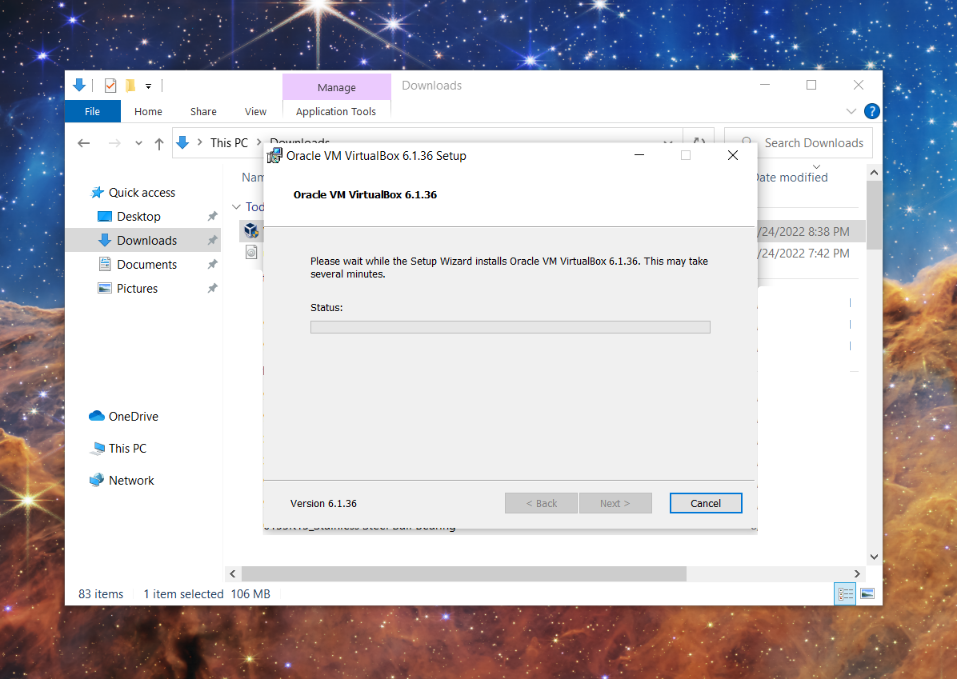 Manage
Downloads
File
Home
Share
View
Application Tools
This PC
Downloads
Search Downloads
Oracle VM VirtualBox 6.1.36 Setup
Date modified
Oracle VM VirtualBox 6.1.36
Quick access
Desktop
Downloads
Documents
Pictures
/24/2022 8:38 PM
/24/2022 7:42 PM
Please wait while the Setup Wizard installs Oracle VM VirtualBox 6.1.36. This may take
several minutes.
Status:
OneDrive
This PC
Network
Version 6.1.36
< Back
Next >
Cancel
83 items
1 item selected
106 MB